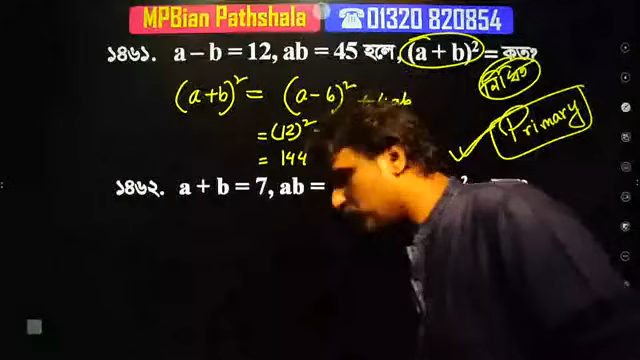 MPBian Pathshala ☎01320 820854
১৪৬১. a – b = 12, ab = 45 হলে, (a + b)² = কত?
লিখিত
(a+b)² = (a-b)² + 4ab
= (12)²
Primary
= 144
১৪৬২. a + b = 7, ab =